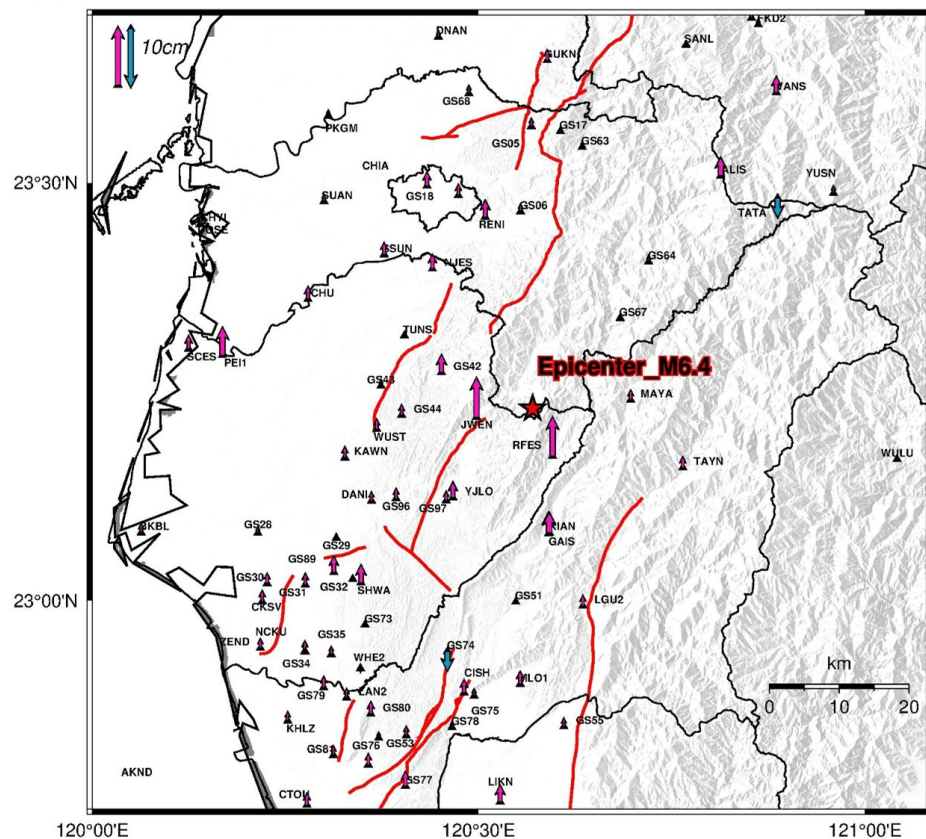 10cm
DNAN
SANL
FKD2
GUKN
GS68
YANS
PKGM
GS17
GS05
GS63
CHIA
ALIS
YUSN
GS18
SUAN
GS06
TATA
RENI
GS64
NJES
CHU
GS67
TUNS
SCES
PEI1
GS42
Epicenter_M6.4
GS43
MAYA
GS44
JWEN
WUST
RFES
KAWN
TAYN
WULU
DANI
GS96
GS97
YJLO
GS28
GAIS
GS29
GS89
GS30
GS31
GS32
SHWA
CKSV
GS51
LGU2
GS73
NCKU
ZEND
GS35
GS34
WHE2
GS74
CISH
MLO1
GS79
GS75
GS80
KHLZ
GS78
GS55
GS53
GS76
GS81
AKND
LIKN
23°30'N
23°00'N
km
0 10 20
120°00'E
120°30'E
121°00'E